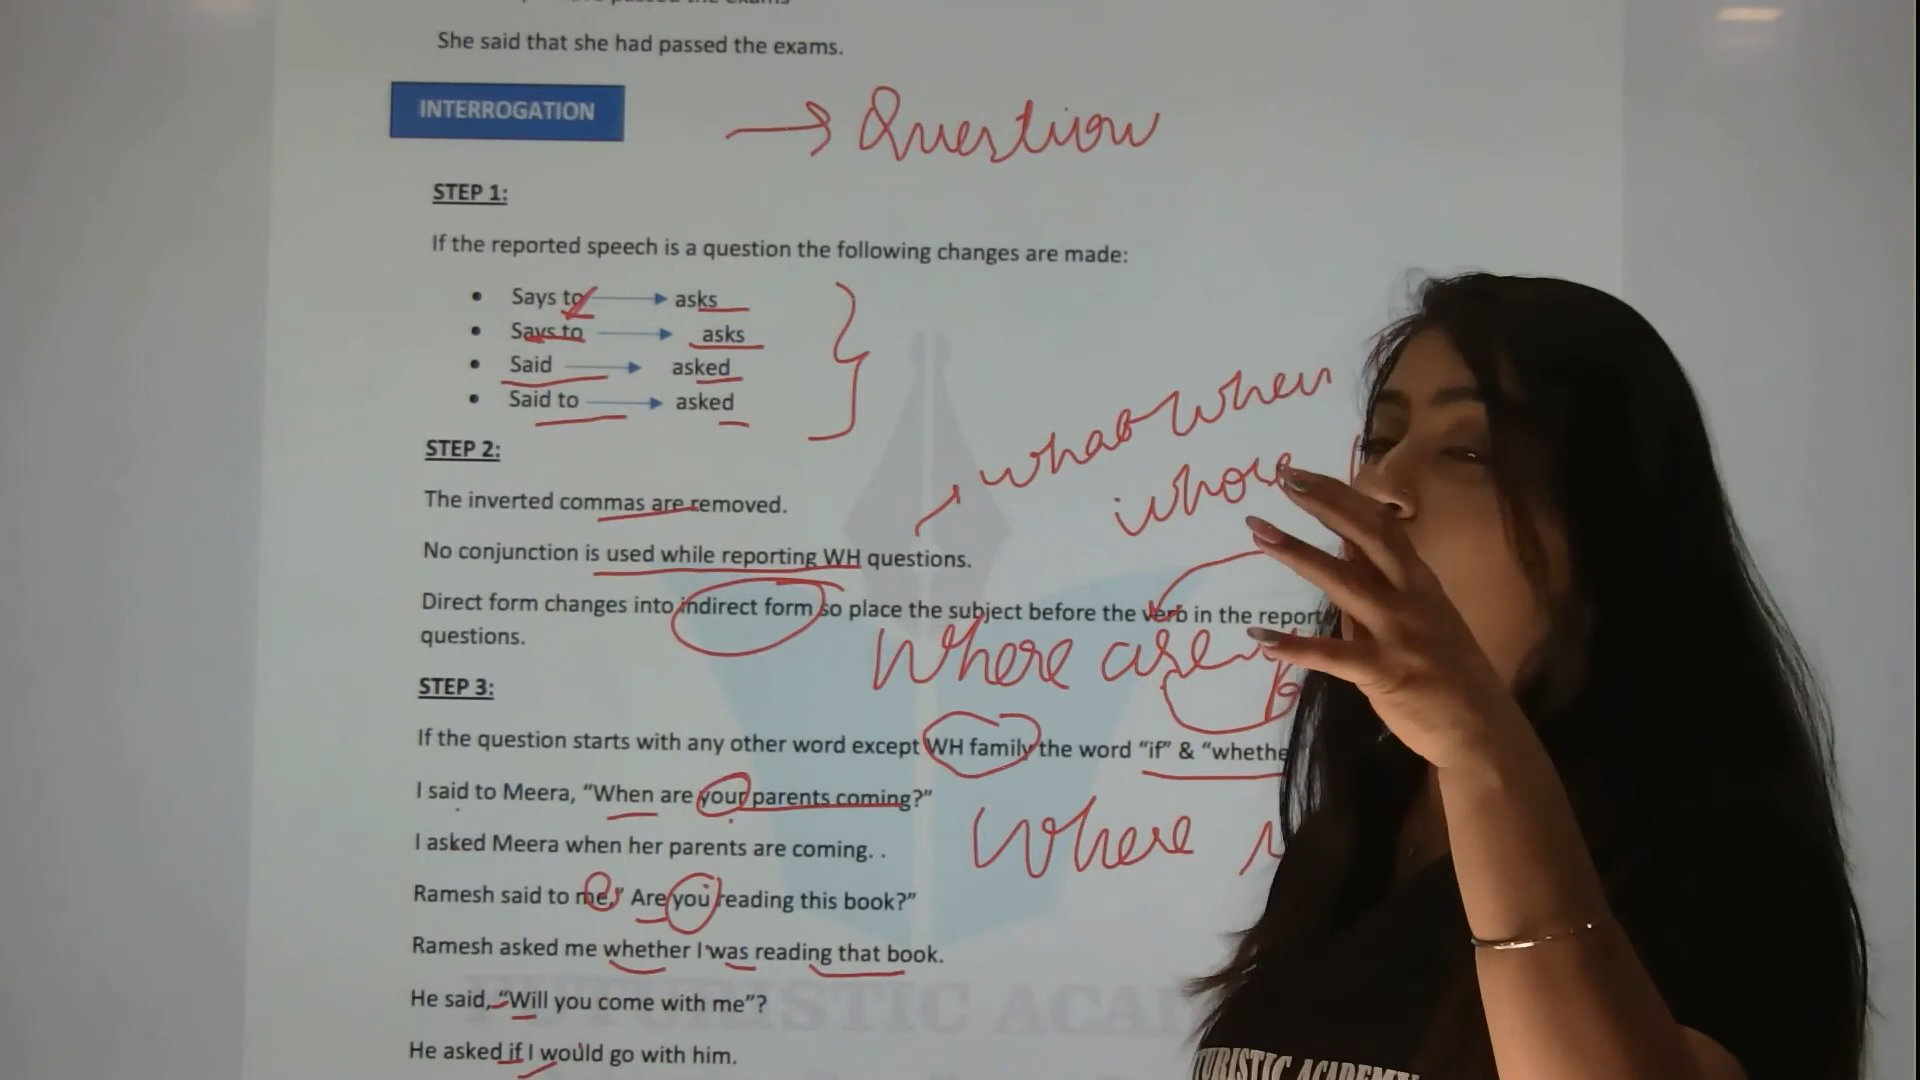 passed the exams
She said that she had passed the exams.
INTERROGATION
→ Question
STEP 1:
If the reported speech is a question the following changes are made:
• Says to → asks
• Says to → asks
• Said → asked
• Said to → asked
what when
STEP 2:
The inverted commas are removed.
No conjunction is used while reporting WH questions.
Direct form changes into indirect form so place the subject before the verb in the report
questions.
Where are
STEP 3:
If the question starts with any other word except WH family the word “if” & “whethe
I said to Meera, “When are your parents coming?”
Where
I asked Meera when her parents are coming. .
Ramesh said to me,” Are you reading this book?”
Ramesh asked me whether I was reading that book.
He said, “Will you come with me”?
He asked if I would go with him.
FUTURISTIC ACA
TURISTIC ACADEMY